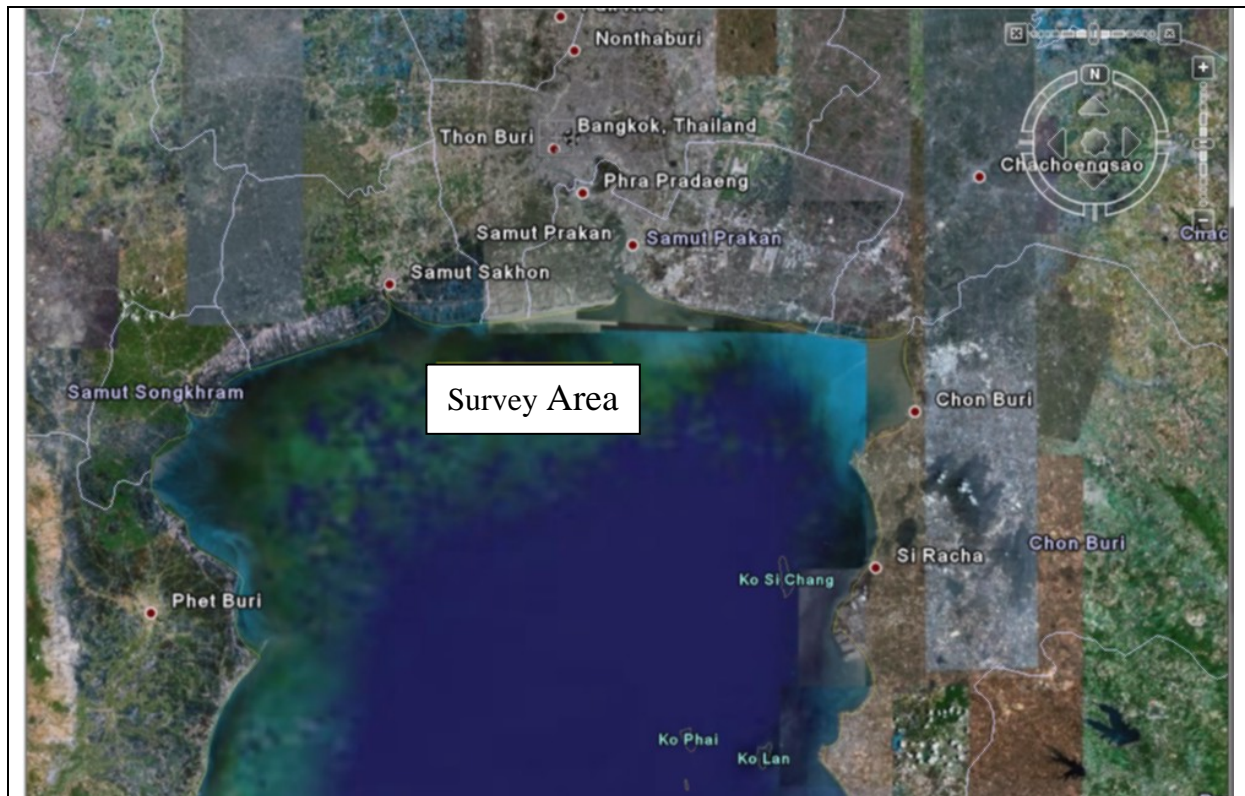 Nonthaburi
Thon Buri
Bangkok, Thailand
N
Chachoengsao
Phra Pradaeng
Samut Prakan
Samut Prakan
Chac
Samut Sakhon
Samut Songkhram
Survey Area
Chon Buri
Chon Buri
Si Racha
Ko Si Chang
Phet Buri
Ko Phai
Ko Lan